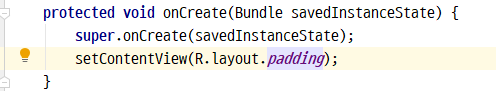 protected void onCreate(Bundle savedInstanceState) {
super.onCreate(savedInstanceState);
setContentView(R.layout.padding);
}